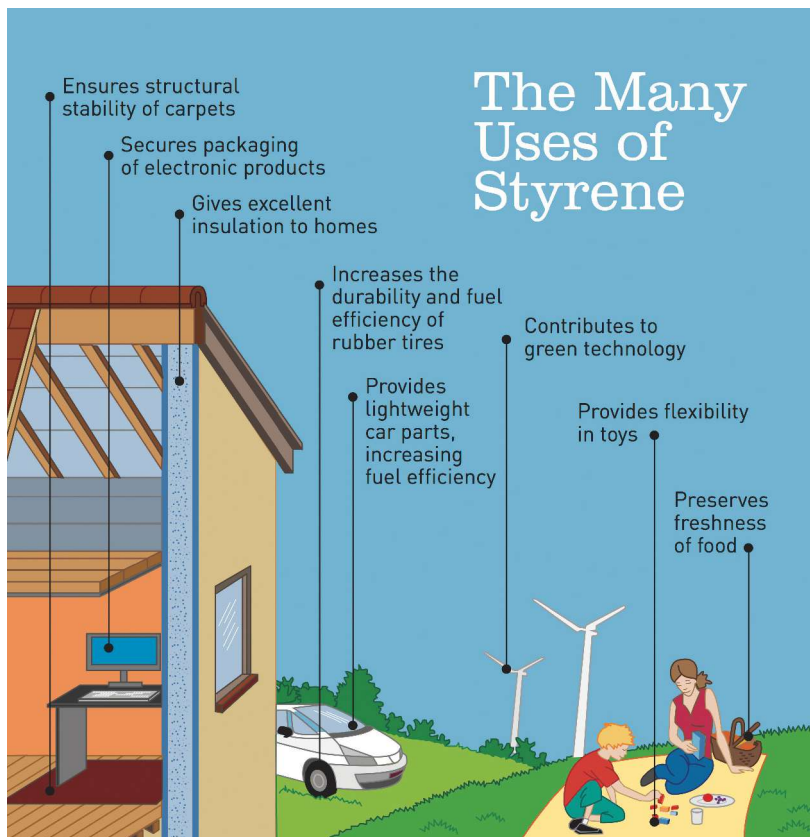 The Many
Uses of
Styrene
Ensures structural
stability of carpets
Secures packaging
of electronic products
Gives excellent
insulation to homes
Increases the
durability and fuel
efficiency of
rubber tires
Provides
lightweight
car parts,
increasing
fuel efficiency
Contributes to
green technology
Provides flexibility
in toys
Preserves
freshness
of food